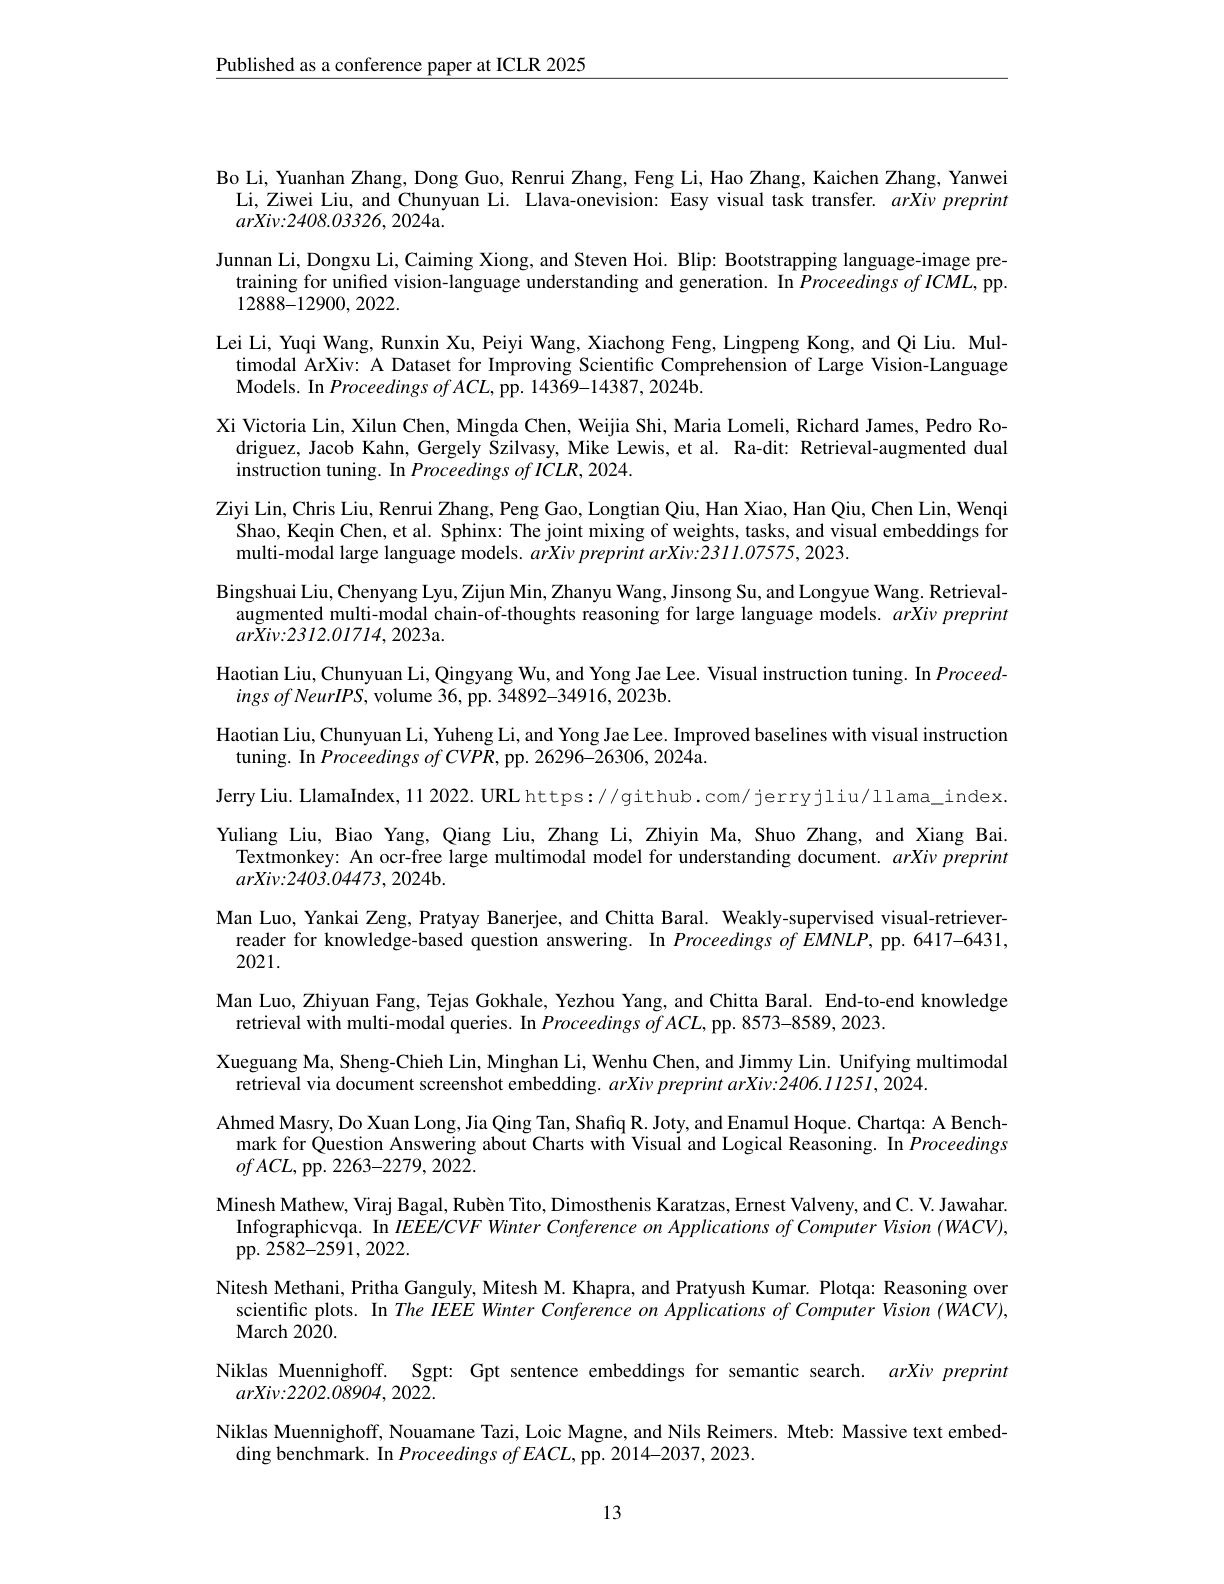 Published as a conference paper at ICLR 2025
Bo Li, Yuanhan Zhang, Dong Guo, Renrui Zhang, Feng Li, Hao Zhang, Kaichen Zhang, Yanwei
Li, Ziwei Liu, and Chunyuan Li. Llava-onevision: Easy visual task transfer. arXiv preprint
arXiv:2408.03326, 2024a.
Junnan Li, Dongxu Li, Caiming Xiong, and Steven Hoi. Blip: Bootstrapping language-image pre-
training for unified vision-language understanding and generation. In Proceedings of ICML, pp.
12888–12900, 2022.
Lei Li, Yuqi Wang, Runxin Xu, Peiyi Wang, Xiachong Feng, Lingpeng Kong, and Qi Liu. Mul-
timodal ArXiv: A Dataset for Improving Scientific Comprehension of Large Vision-Language
Models. In Proceedings of ACL, pp. 14369–14387, 2024b.
Xi Victoria Lin, Xilun Chen, Mingda Chen, Weijia Shi, Maria Lomeli, Richard James, Pedro Ro-
driguez, Jacob Kahn, Gergely Szilvasy, Mike Lewis, et al. Ra-dit: Retrieval-augmented dual
instruction tuning. In Proceedings of ICLR, 2024.
Ziyi Lin, Chris Liu, Renrui Zhang, Peng Gao, Longtian Qiu, Han Xiao, Han Qiu, Chen Lin, Wenqi
Shao, Keqin Chen, et al. Sphinx: The joint mixing of weights, tasks, and visual embeddings for
multi-modal large language models. arXiv preprint arXiv:2311.07575, 2023.
Bingshuai Liu, Chenyang Lyu, Zijun Min, Zhanyu Wang, Jinsong Su, and Longyue Wang. Retrieval-
augmented multi-modal chain-of-thoughts reasoning for large language models. arXiv preprint
arXiv:2312.01714, 2023a.
Haotian Liu, Chunyuan Li, Qingyang Wu, and Yong Jae Lee. Visual instruction tuning. In Proceed-
ings of NeurIPS, volume 36, pp. 34892–34916, 2023b.
Haotian Liu, Chunyuan Li, Yuheng Li, and Yong Jae Lee. Improved baselines with visual instruction
tuning. In Proceedings of CVPR, pp. 26296–26306, 2024a.
Jerry Liu. LlamaIndex, 11 2022. URL https://github.com/jerryjliu/llama_index.
Yuliang Liu, Biao Yang, Qiang Liu, Zhang Li, Zhiyin Ma, Shuo Zhang, and Xiang Bai.
Textmonkey: An ocr-free large multimodal model for understanding document. arXiv preprint
arXiv:2403.04473, 2024b.
Man Luo, Yankai Zeng, Pratyay Banerjee, and Chitta Baral. Weakly-supervised visual-retriever-
reader for knowledge-based question answering. In Proceedings of EMNLP, pp. 6417–6431,
2021.
Man Luo, Zhiyuan Fang, Tejas Gokhale, Yezhou Yang, and Chitta Baral. End-to-end knowledge
retrieval with multi-modal queries. In Proceedings of ACL, pp. 8573–8589, 2023.
Xueguang Ma, Sheng-Chieh Lin, Minghan Li, Wenhu Chen, and Jimmy Lin. Unifying multimodal
retrieval via document screenshot embedding. arXiv preprint arXiv:2406.11251, 2024.
Ahmed Masry, Do Xuan Long, Jia Qing Tan, Shafiq R. Joty, and Enamul Hoque. Chartqa: A Bench-
mark for Question Answering about Charts with Visual and Logical Reasoning. In Proceedings
of ACL, pp. 2263–2279, 2022.
Minesh Mathew, Viraj Bagal, Rubèn Tito, Dimosthenis Karatzas, Ernest Valveny, and C. V. Jawahar.
Infographicvqa. In IEEE/CVF Winter Conference on Applications of Computer Vision (WACV),
pp. 2582–2591, 2022.
Nitesh Methani, Pritha Ganguly, Mitesh M. Khapra, and Pratyush Kumar. Plotqa: Reasoning over
scientific plots. In The IEEE Winter Conference on Applications of Computer Vision (WACV),
March 2020.
Niklas Muennighoff. Sgpt: Gpt sentence embeddings for semantic search. arXiv preprint
arXiv:2202.08904, 2022.
Niklas Muennighoff, Nouamane Tazi, Loic Magne, and Nils Reimers. Mteb: Massive text embed-
ding benchmark. In Proceedings of EACL, pp. 2014–2037, 2023.
13